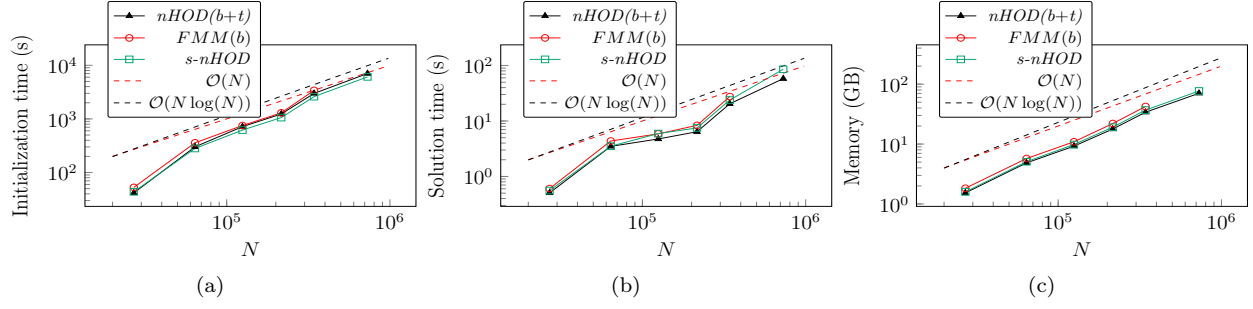 nHOD(b+t)
FMM(b)
s-nHOD
O(N)
O(N log(N))
10^4
10^3
10^2
Initialization time (s)
10^5
10^6
N
(a)
nHOD(b+t)
FMM(b)
s-nHOD
O(N)
O(N log(N))
10^2
10^1
10^0
Solution time (s)
10^5
10^6
N
(b)
nHOD(b+t)
FMM(b)
s-nHOD
O(N)
O(N log(N))
10^2
10^1
10^0
Memory (GB)
10^5
10^6
N
(c)